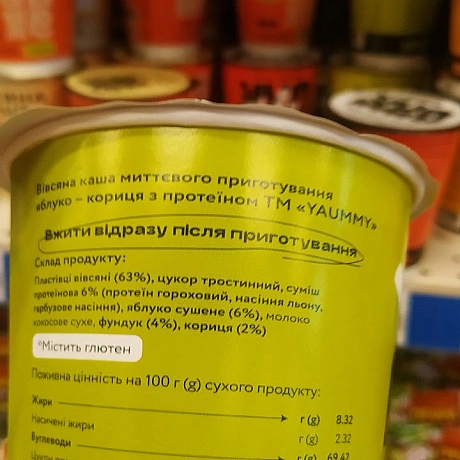 Вівсяна каша миттєвого приготування
яблуко – кориця з протеїном ТМ «YAUMMY»
Вжити відразу після приготування
Склад продукту:
Пластівці вівсяні (63%), цукор тростинний, суміш
протеїнова 6% (протеїн гороховий, насіння льону,
гарбузове насіння), яблуко сушене (6%), молоко
кокосове сухе, фундук (4%), кориця (2%)
*Містить глютен
Поживна цінність на 100 г (g) сухого продукту:
Жири г (g) 8.32
Насичені жири г (g) 2.32
Вуглеводи г (g) 69.42